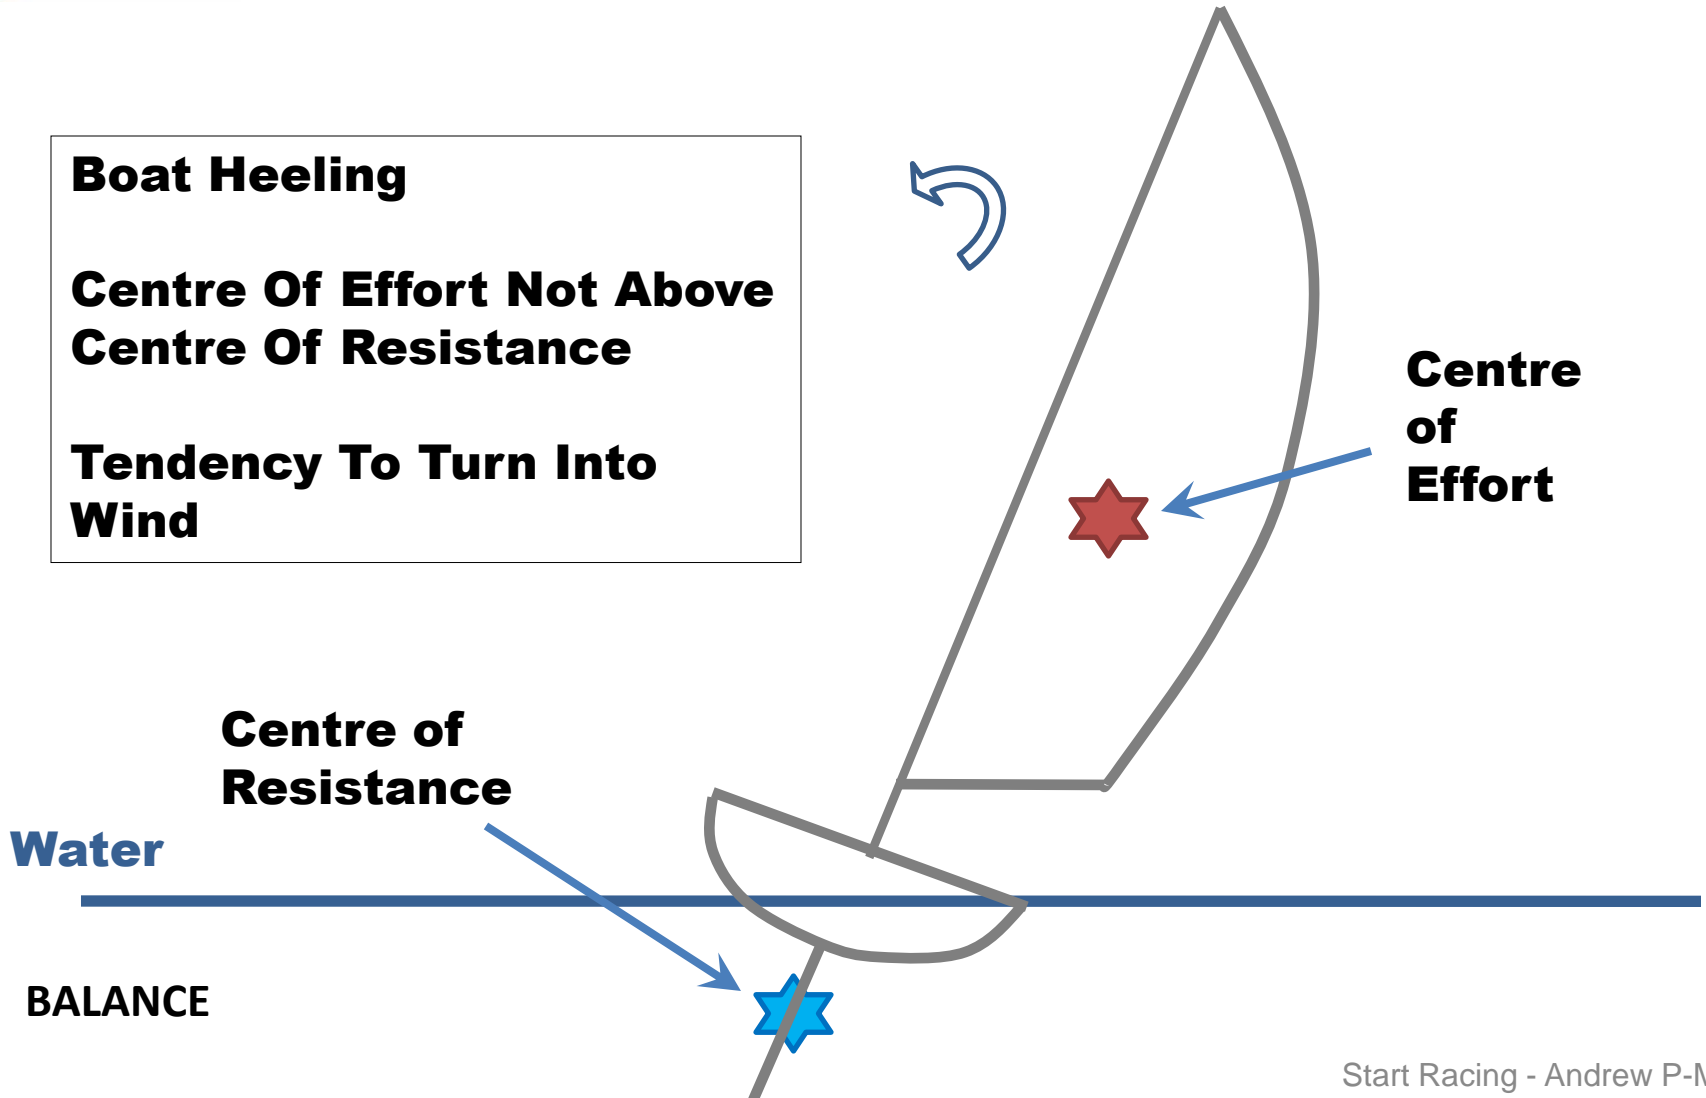 Boat Heeling
Centre Of Effort Not Above
Centre Of Resistance
Tendency To Turn Into
Wind
Centre
of
Effort
Centre of
Resistance
Water
BALANCE
Start Racing - Andrew P-M